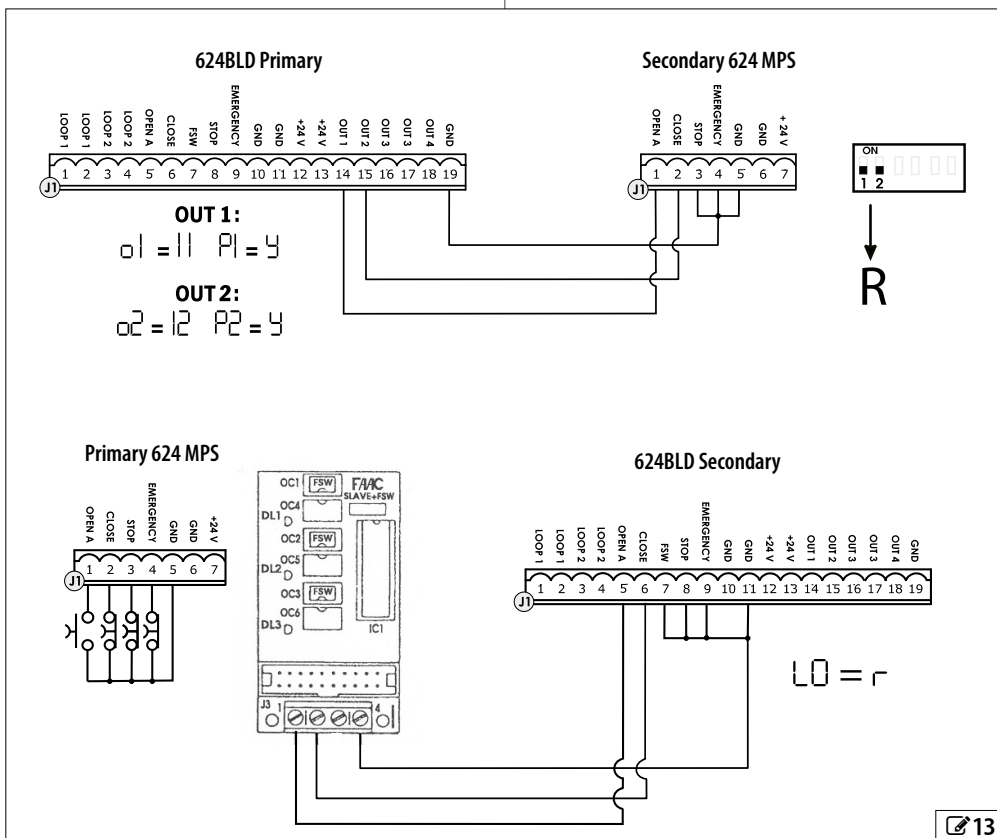 624BLD Primary
LOOP 1 LOOP 1 LOOP 2 LOOP 2 OPEN A CLOSE FSW STOP EMERGENCY GND GND +24 V +24 V OUT 1 OUT 2 OUT 3 OUT 3 OUT 4 GND
1 2 3 4 5 6 7 8 9 10 11 12 13 14 15 16 17 18 19
J1
OUT 1:
o1 = 11 P1 = Y
OUT 2:
o2 = 12 P2 = Y
Secondary 624 MPS
OPEN A CLOSE STOP EMERGENCY GND GND + 24 V
1 2 3 4 5 6 7
J1
ON
1 2
R
Primary 624 MPS
OPEN A CLOSE STOP EMERGENCY GND GND +24 V
1 2 3 4 5 6 7
J1
OC1 FSW FAAC
SLAVE+FSW
OC4
DL1
OC2 FSW
OC5
DL2
OC3 FSW
OC6
DL3 IC1
J3 1 4
624BLD Secondary
LOOP 1 LOOP 1 LOOP 2 LOOP 2 OPEN A CLOSE FSW STOP EMERGENCY GND GND +24 V +24 V OUT 1 OUT 2 OUT 3 OUT 3 OUT 4 GND
1 2 3 4 5 6 7 8 9 10 11 12 13 14 15 16 17 18 19
J1
L0 = r
13